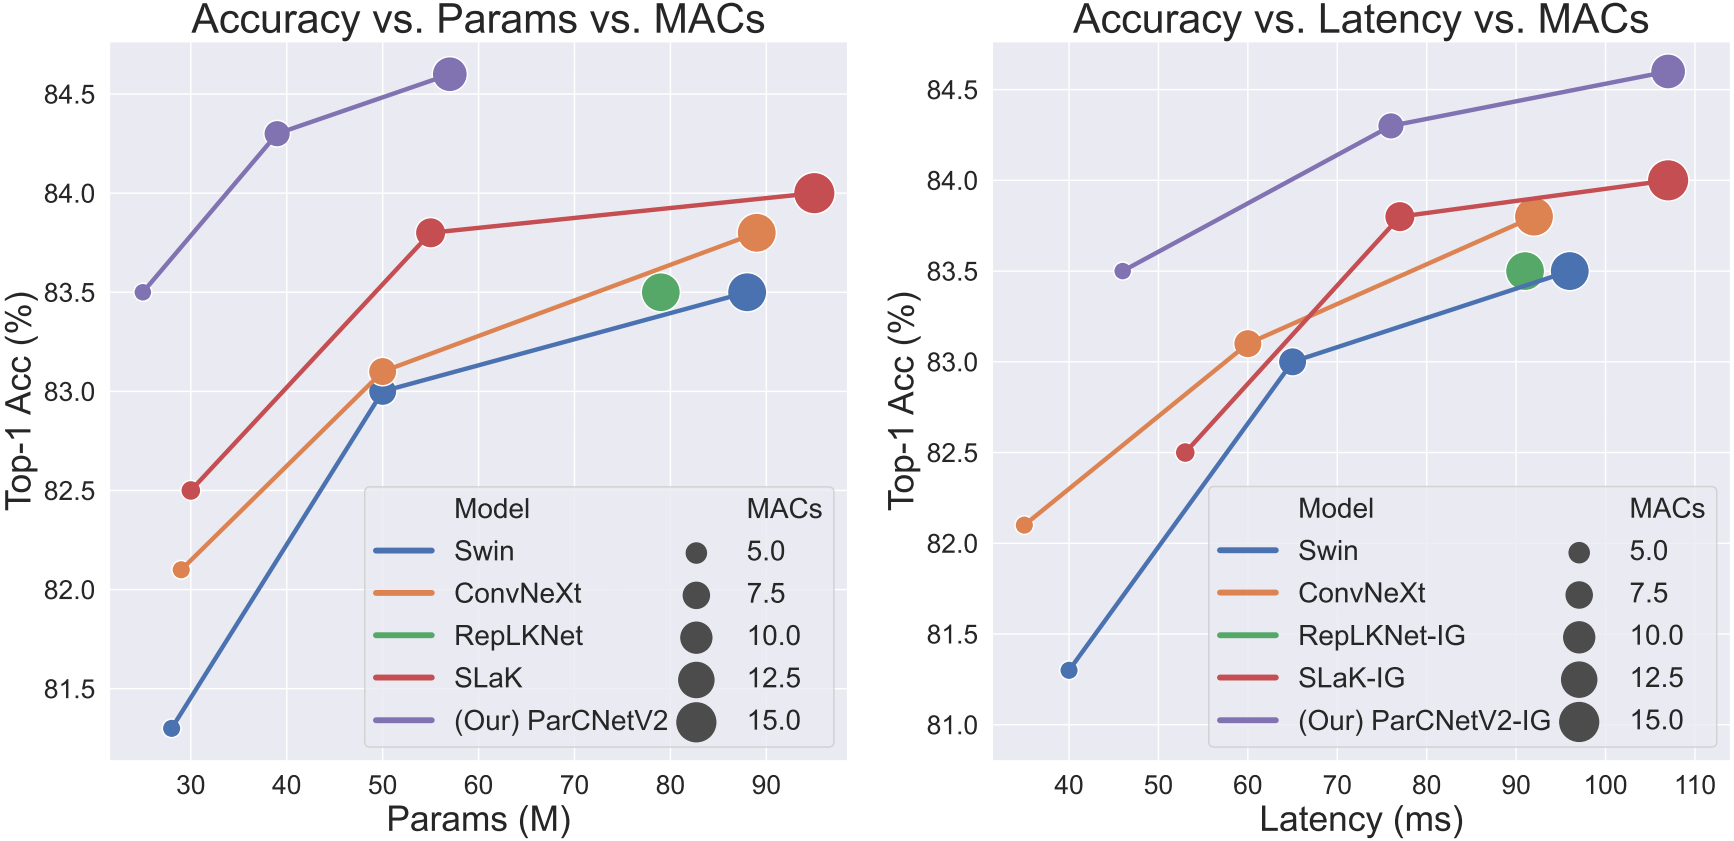 Accuracy vs. Params vs. MACs
Top-1 Acc (%)
84.5
84.0
83.5
83.0
82.5
82.0
81.5
Model MACs
Swin 5.0
ConvNeXt 7.5
RepLKNet 10.0
SLaK 12.5
(Our) ParCNetV2 15.0
30 40 50 60 70 80 90
Params (M)
Accuracy vs. Latency vs. MACs
Top-1 Acc (%)
84.5
84.0
83.5
83.0
82.5
82.0
81.5
81.0
Model MACs
Swin 5.0
ConvNeXt 7.5
RepLKNet-IG 10.0
SLaK-IG 12.5
(Our) ParCNetV2-IG 15.0
40 50 60 70 80 90 100 110
Latency (ms)